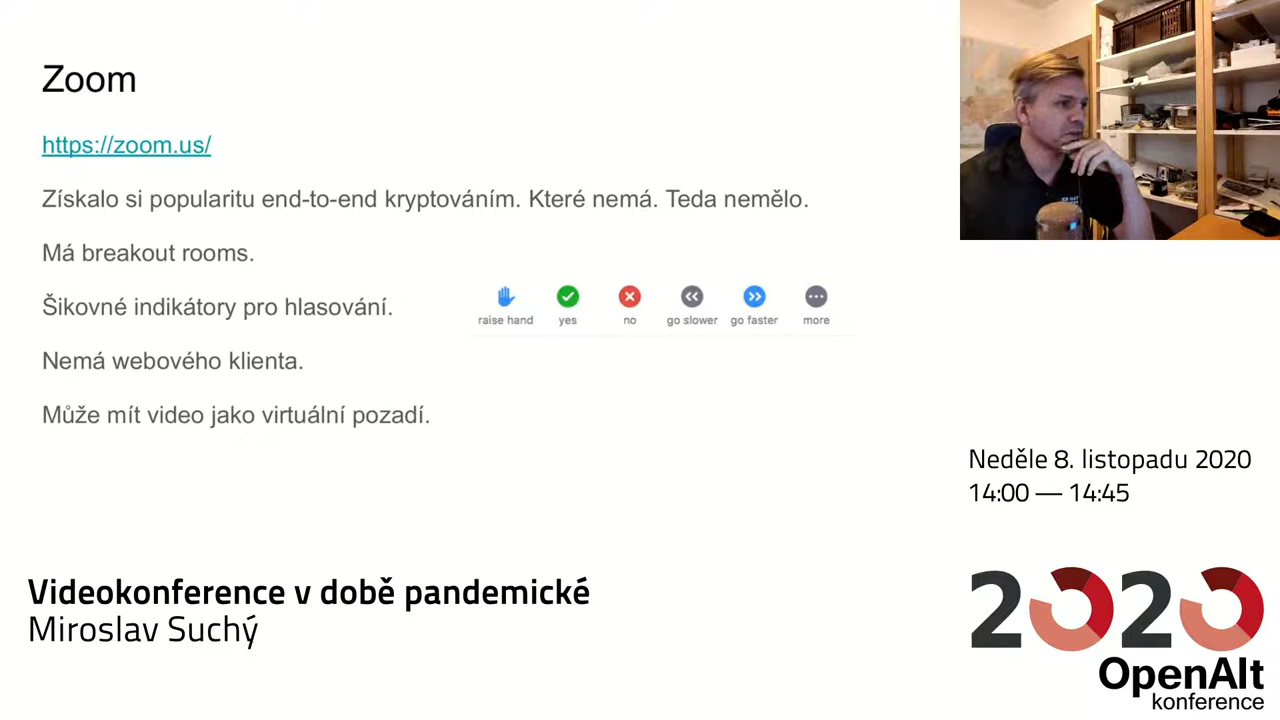 Zoom
https://zoom.us/
Získalo si popularitu end-to-end kryptováním. Které nemá. Teda nemělo.
Má breakout rooms.
Šikovné indikátory pro hlasování.
raise hand yes no go slower go faster more
Nemá webového klienta.
Může mít video jako virtuální pozadí.
Neděle 8. listopadu 2020
14:00 — 14:45
Videokonference v době pandemické
Miroslav Suchý
2020
OpenAlt
konference